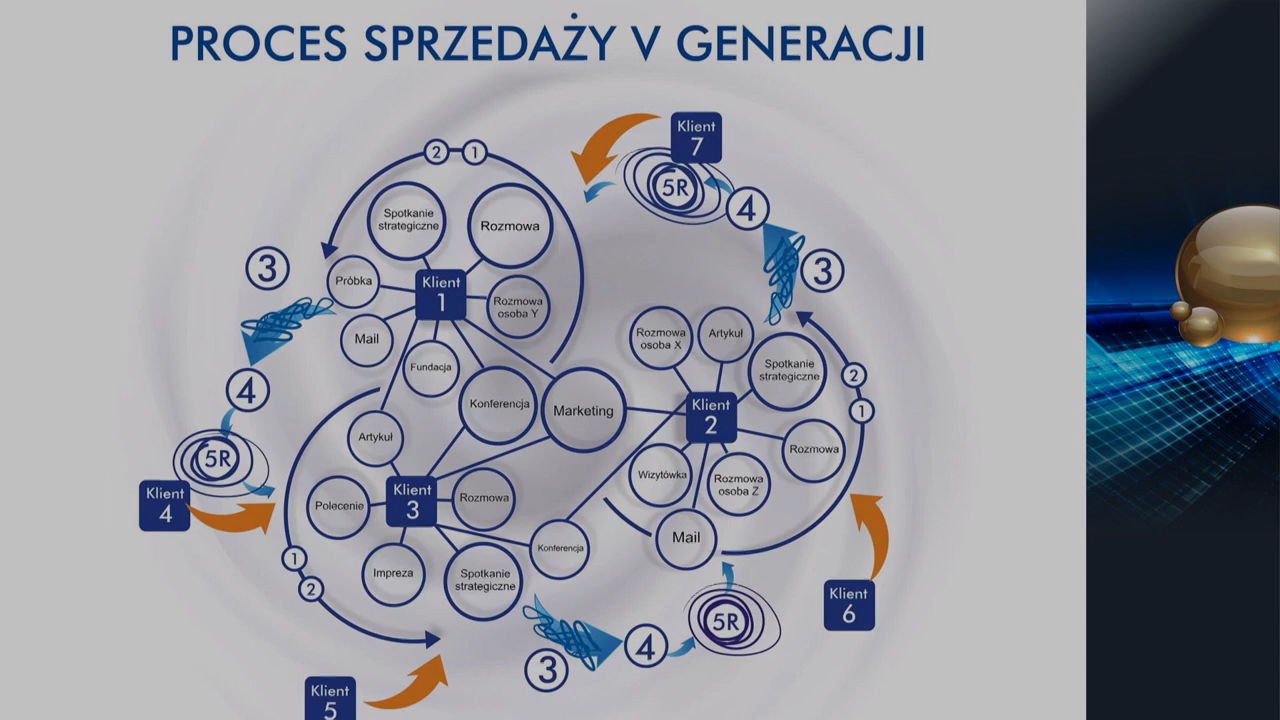 PROCES SPRZEDAŻY V GENERACJI
Klient
7
5R
4
3
2
1
Spotkanie
strategiczne
Rozmowa
3
Próbka
Klient
1
Rozmowa
osoba Y
Mail
Fundacja
4
Konferencja
Marketing
Artykuł
5R
Klient
4
Polecenie
Klient
3
Rozmowa
1
2
Impreza
Spotkanie
strategiczne
Konferencja
Klient
5
Rozmowa
osoba X
Artykuł
Spotkanie
strategiczne
2
1
Klient
2
Rozmowa
Wizytówka
Rozmowa
osoba Z
Mail
Klient
6
5R
4
3